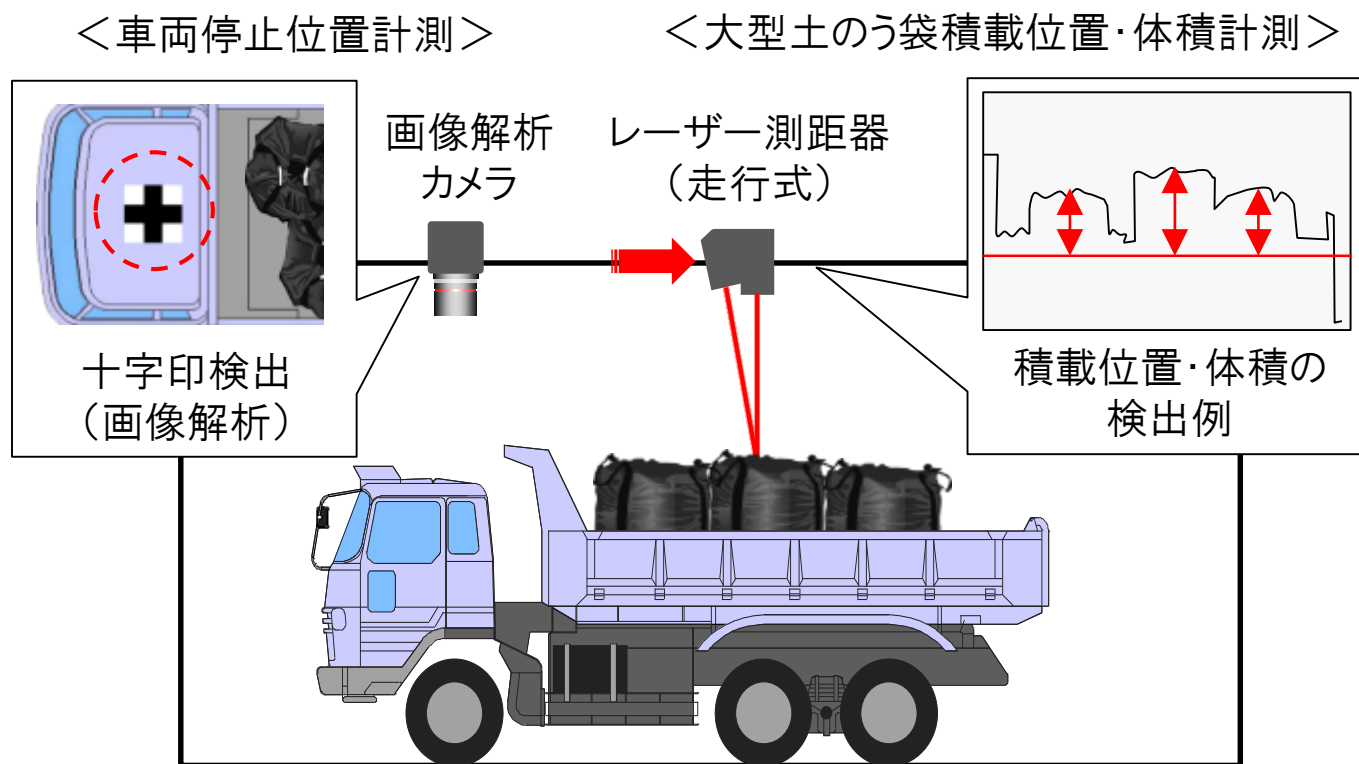 ＜車両停止位置計測＞
＜大型土のう袋積載位置･体積計測＞
画像解析
カメラ
レーザー測距器
（走行式）
十字印検出
（画像解析）
積載位置･体積の
検出例